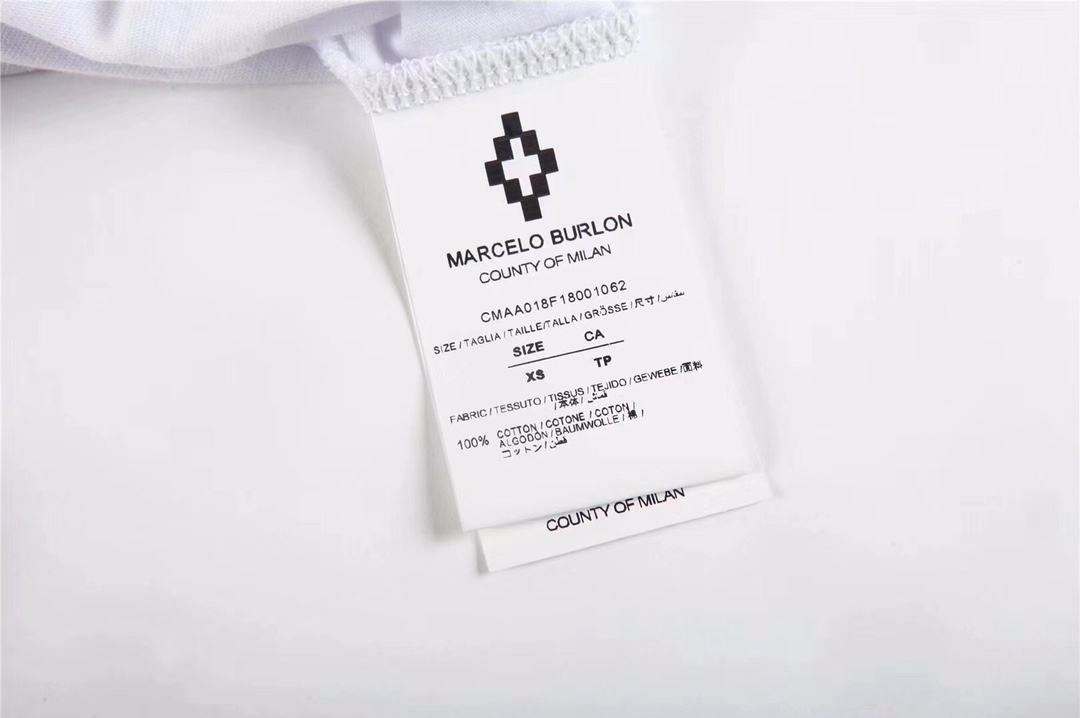 MARCELO BURLON
COUNTY OF MILAN
CMAA018F18001062
SIZE / TAGLIA / TAILLE/TALLA / GRÖSSE / 尺寸 / مقاس
SIZE CA
XS TP
FABRIC / TESSUTO / TISSUS / TEJIDO / GEWEBE /面料
/ 本体 / قماش
100% COTTON / COTONE / COTON /
ALGODON / BAUMWOLLE / 棉 /
コットン / قطن
COUNTY OF MILAN